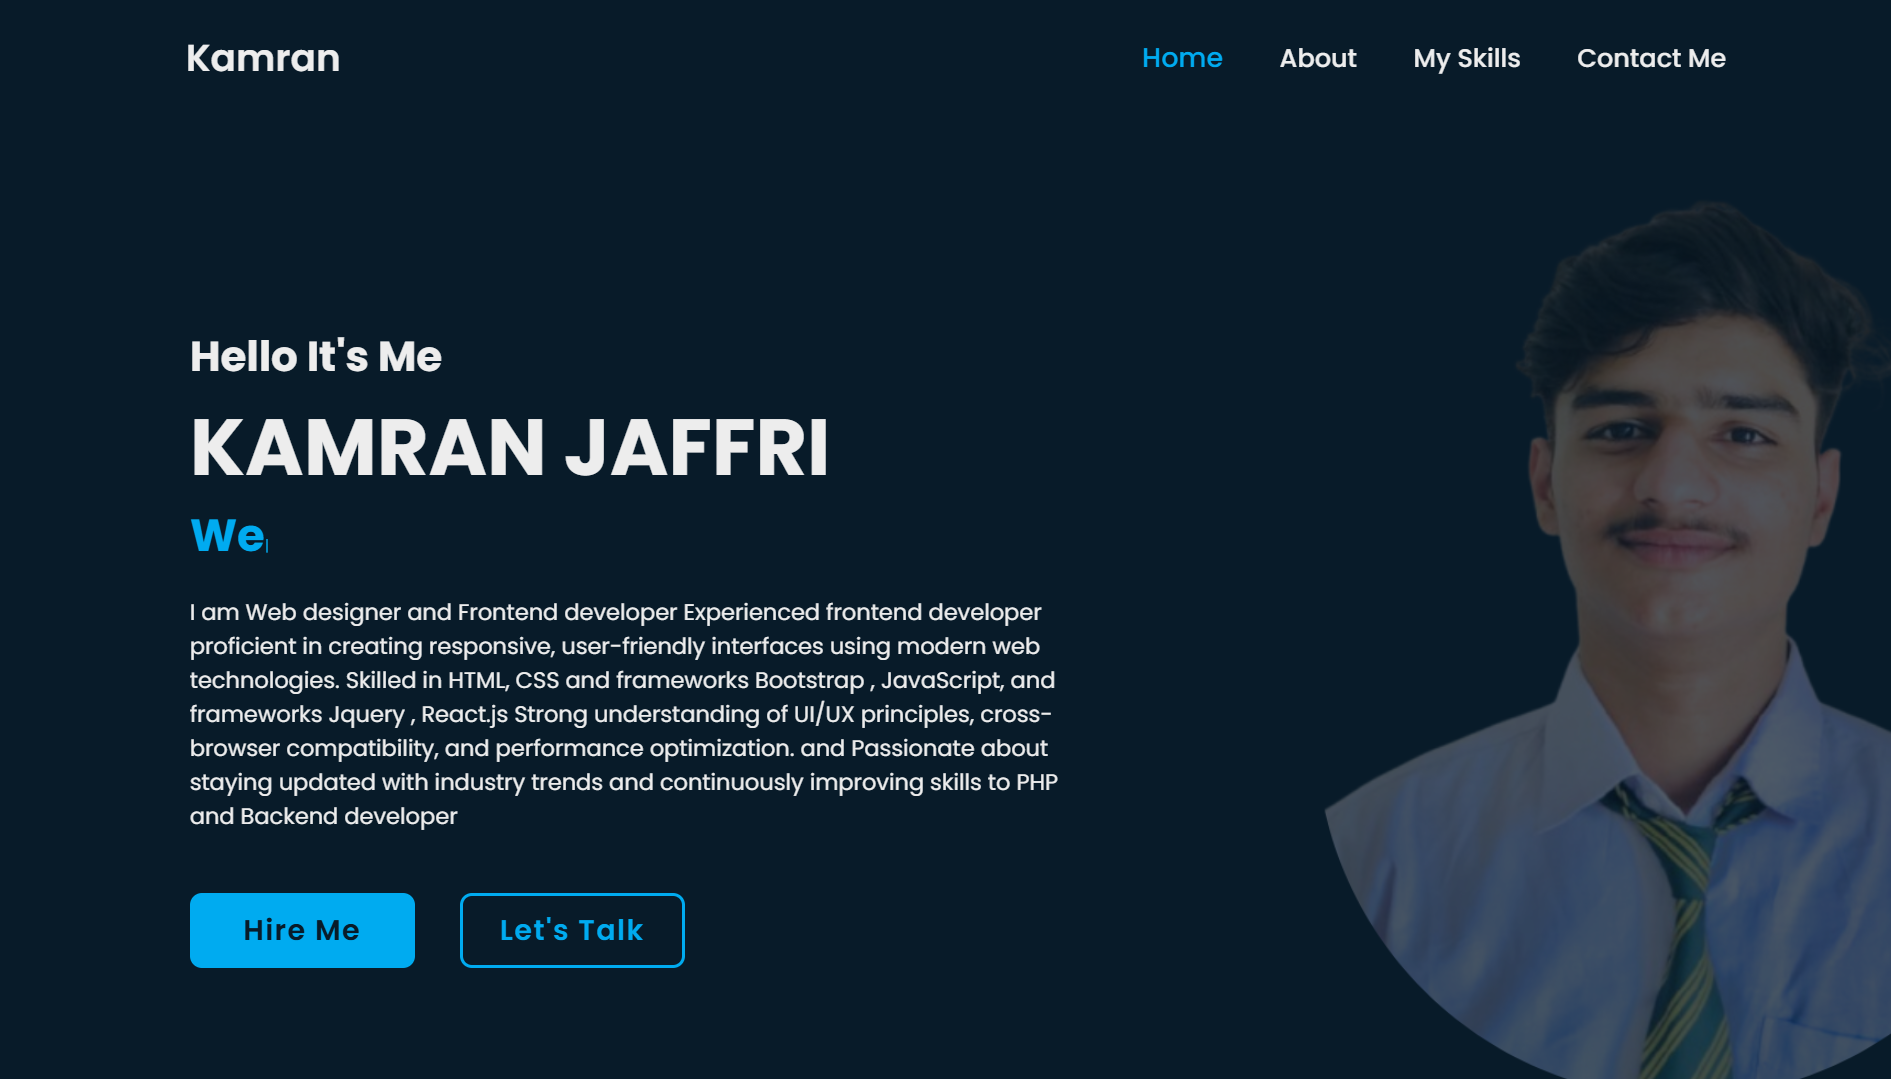 Kamran
Home
About
My Skills
Contact Me
Hello It's Me
KAMRAN JAFFRI
We
I am Web designer and Frontend developer Experienced frontend developer
proficient in creating responsive, user-friendly interfaces using modern web
technologies. Skilled in HTML, CSS and frameworks Bootstrap , JavaScript, and
frameworks Jquery , React.js Strong understanding of UI/UX principles, cross-
browser compatibility, and performance optimization. and Passionate about
staying updated with industry trends and continuously improving skills to PHP
and Backend developer
Hire Me
Let's Talk